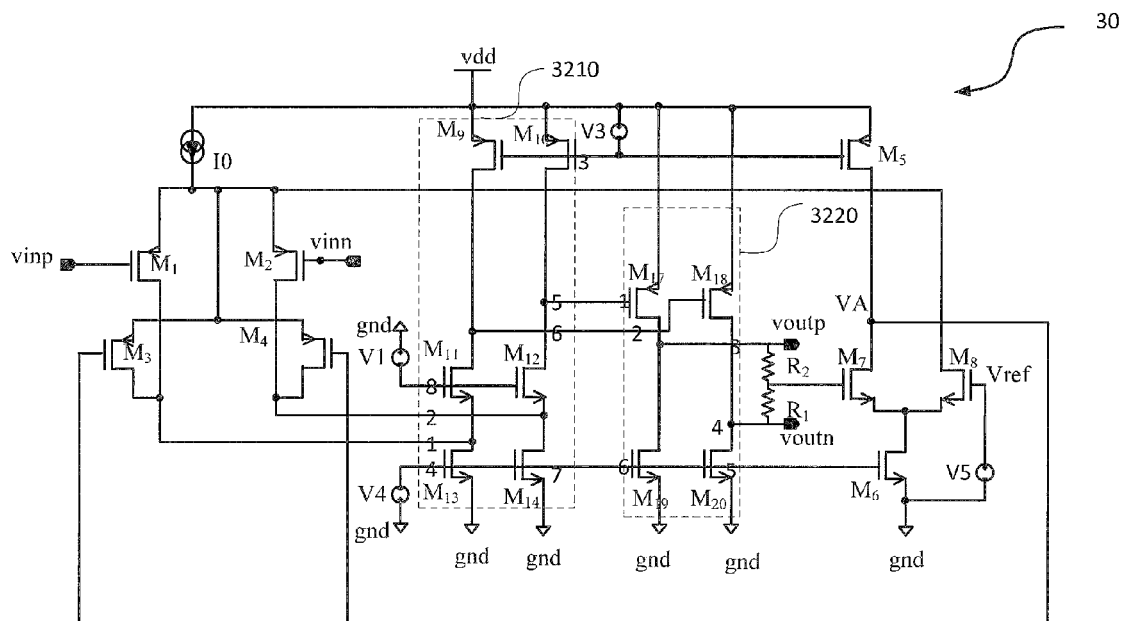 30
3210
vdd
M9
M10
V3
3
M5
I0
3220
vinp
M1
M2
vinn
M17
M18
5
1
VA
gnd
6
2
voutp
M3
M4
M11
M12
3
R2
M7
M8
Vref
V1
8
2
R1
1
4
voutn
4
7
6
5
V5
V4
M13
M14
M19
M20
M6
gnd
gnd
gnd
gnd
gnd
gnd